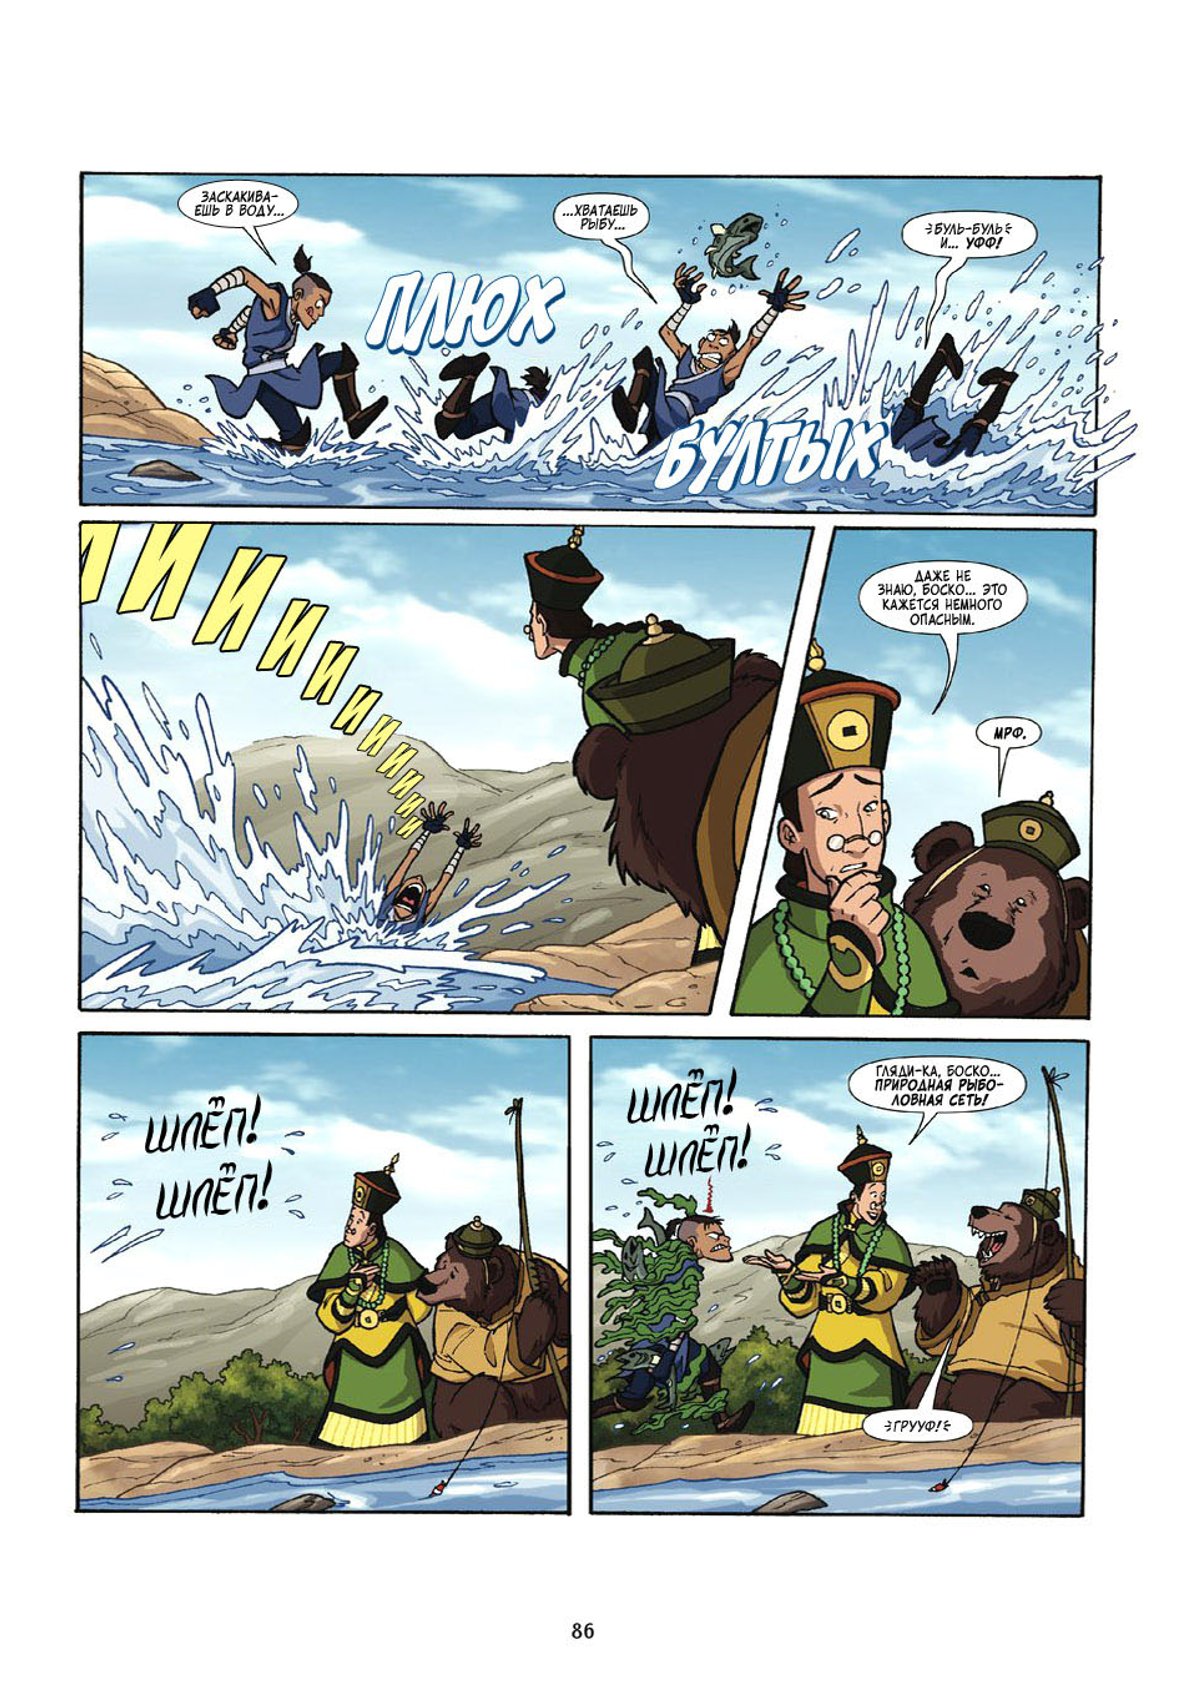 ЗАСКАКИВА-
ЕШЬ В ВОДУ...
...ХВАТАЕШЬ
РЫБУ...
БУЛЬ-БУЛЬ
И... УФФ!
ПЛЮХ
БУЛТЫХ
ИИИИИИИИИИИИИ
ДАЖЕ НЕ
ЗНАЮ, БОСКО... ЭТО
КАЖЕТСЯ НЕМНОГО
ОПАСНЫМ.
МРФ.
ШЛЁП!
ШЛЁП!
ШЛЁП!
ШЛЁП!
ГЛЯДИ-КА, БОСКО...
ПРИРОДНАЯ РЫБО-
ЛОВНАЯ СЕТЬ!
ГРУУФ!
86